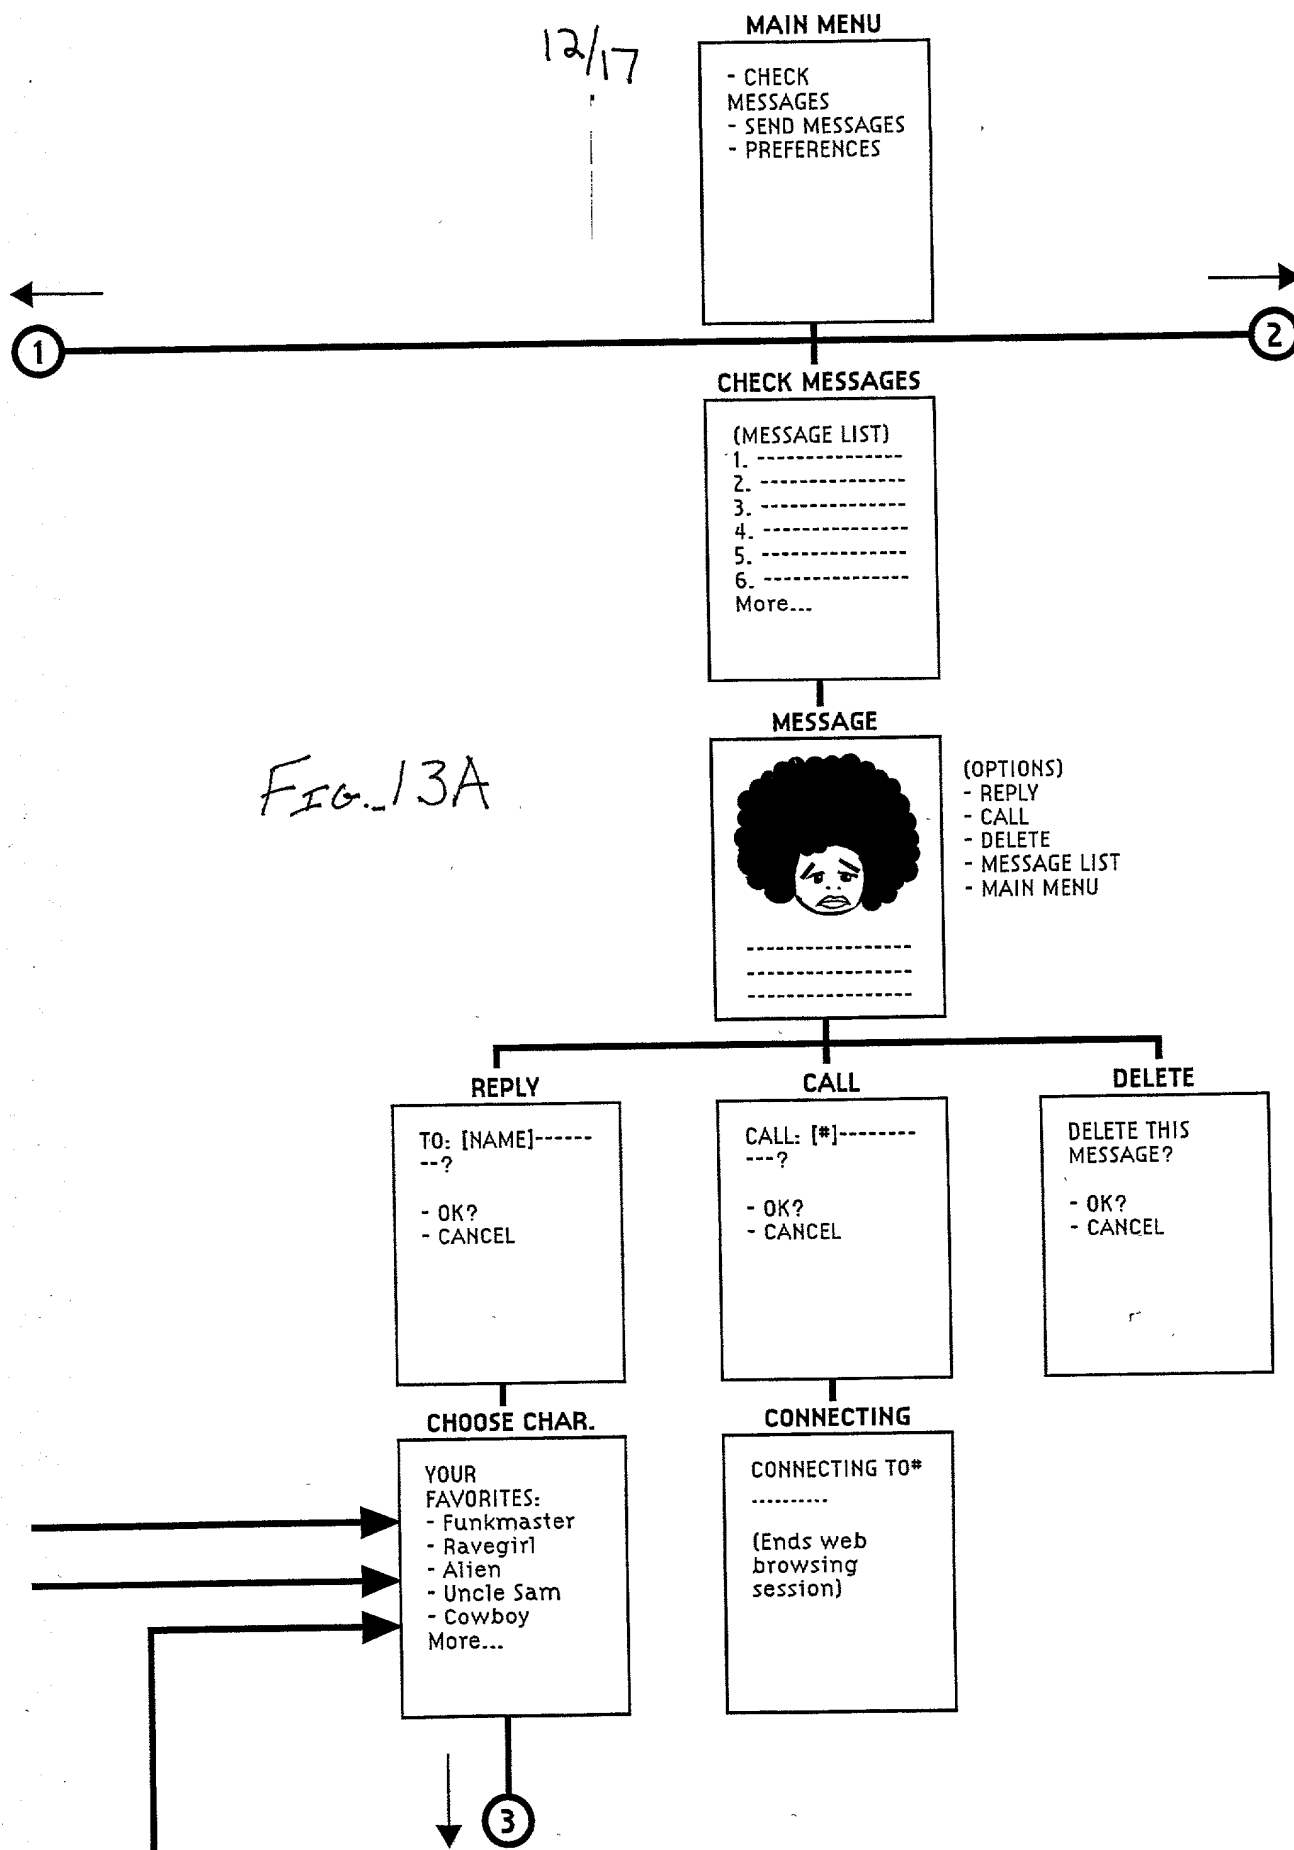 12/17
MAIN MENU
- CHECK
MESSAGES
- SEND MESSAGES
- PREFERENCES
1
2
CHECK MESSAGES
(MESSAGE LIST)
1. ---------------
2. ---------------
3. ---------------
4. ---------------
5. ---------------
6. ---------------
More...
MESSAGE
(OPTIONS)
- REPLY
- CALL
- DELETE
- MESSAGE LIST
- MAIN MENU
FIG._13A
REPLY
TO: [NAME]------
--?
- OK?
- CANCEL
CALL
CALL: [#]--------
---?
- OK?
- CANCEL
DELETE
DELETE THIS
MESSAGE?
- OK?
- CANCEL
CHOOSE CHAR.
YOUR
FAVORITES:
- Funkmaster
- Ravegirl
- Alien
- Uncle Sam
- Cowboy
More...
CONNECTING
CONNECTING TO#
----------
(Ends web
browsing
session)
3